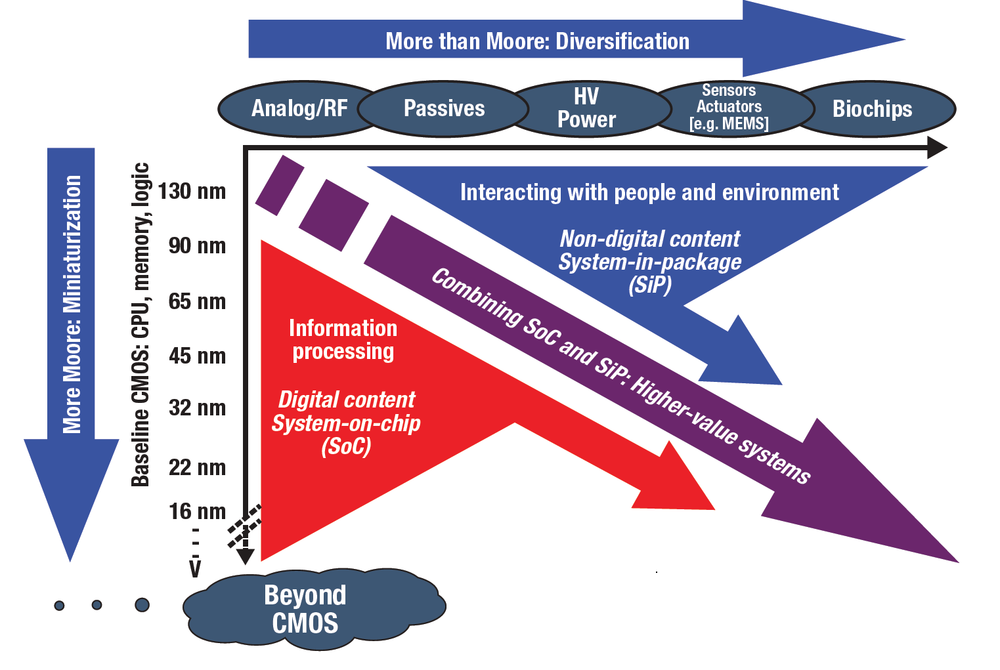 More than Moore: Diversification
Analog/RF
Passives
HV
Power
Sensors
Actuators
[e.g. MEMS]
Biochips
More Moore: Miniaturization
Baseline CMOS: CPU, memory, logic
130 nm
90 nm
65 nm
45 nm
32 nm
22 nm
16 nm
V
Interacting with people and environment
Non-digital content
System-in-package
(SiP)
Combining SoC and SiP: Higher-value systems
Information
processing
Digital content
System-on-chip
(SoC)
Beyond
CMOS